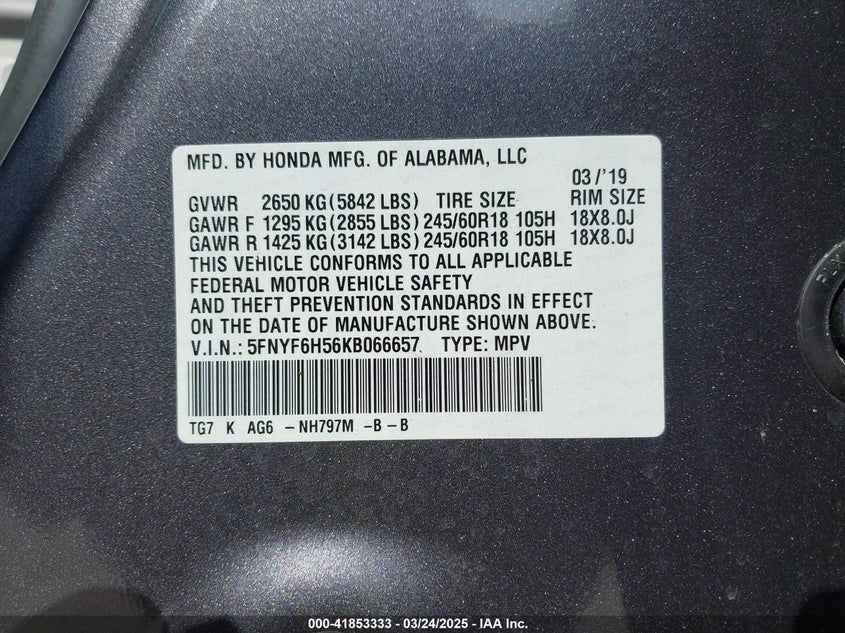 MFD. BY HONDA MFG. OF ALABAMA, LLC
03/'19
GVWR 2650 KG (5842 LBS) TIRE SIZE RIM SIZE
GAWR F 1295 KG (2855 LBS) 245/60R18 105H 18X8.0J
GAWR R 1425 KG (3142 LBS) 245/60R18 105H 18X8.0J
THIS VEHICLE CONFORMS TO ALL APPLICABLE
FEDERAL MOTOR VEHICLE SAFETY
AND THEFT PREVENTION STANDARDS IN EFFECT
ON THE DATE OF MANUFACTURE SHOWN ABOVE.
V.I.N.: 5FNYF6H56KB066657 TYPE: MPV
TG7 K AG6 -NH797M -B-B
000-41853333 - 03/24/2025 - IAA Inc.